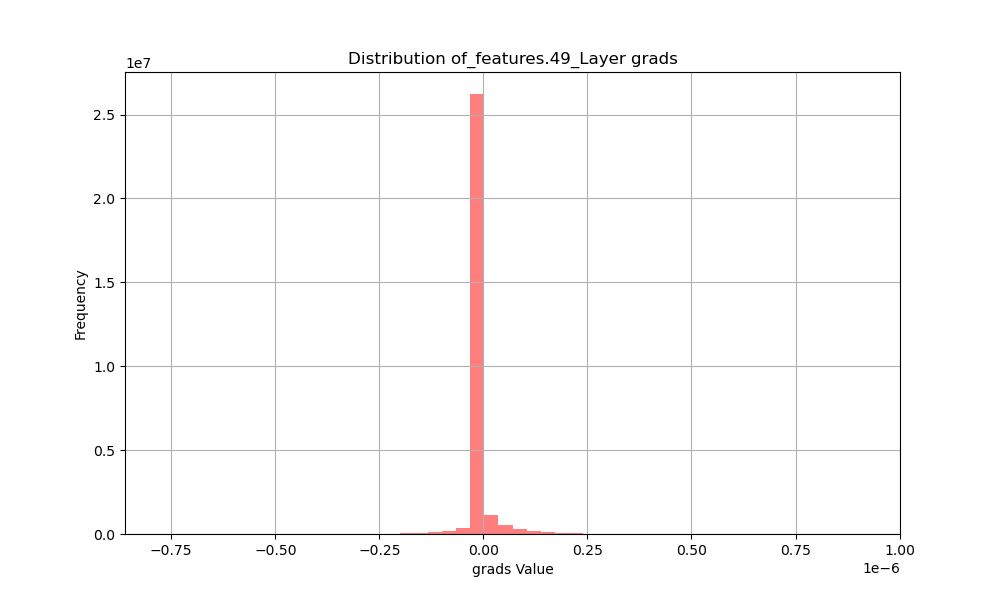 Distribution of_features.49_Layer grads
1e7
2.5
2.0
1.5
1.0
0.5
0.0
Frequency
−0.75 −0.50 −0.25 0.00 0.25 0.50 0.75 1.00
grads Value
1e−6